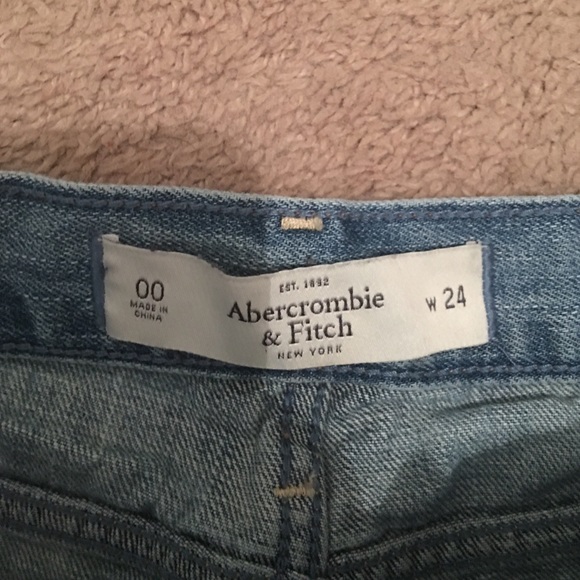 00
MADE IN
CHINA
EST. 1892
Abercrombie
& Fitch
NEW YORK
W 24